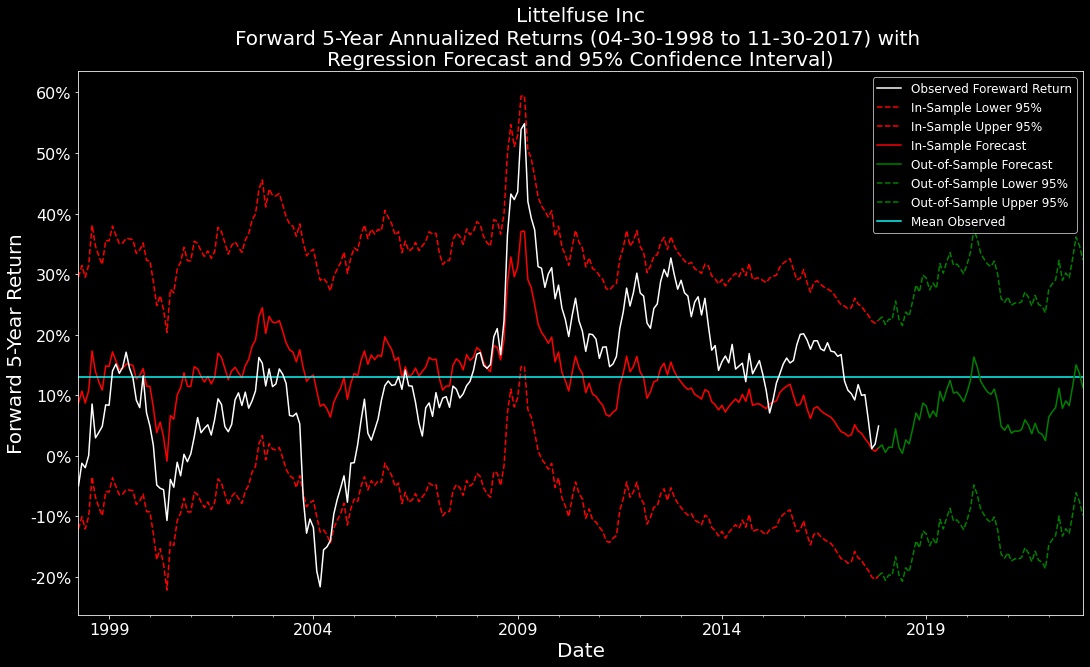 Littelfuse Inc
Forward 5-Year Annualized Returns (04-30-1998 to 11-30-2017) with
Regression Forecast and 95% Confidence Interval)
Observed Foreward Return
In-Sample Lower 95%
In-Sample Upper 95%
In-Sample Forecast
Out-of-Sample Forecast
Out-of-Sample Lower 95%
Out-of-Sample Upper 95%
Mean Observed
Forward 5-Year Return
60%
50%
40%
30%
20%
10%
0%
-10%
-20%
1999
2004
2009
2014
2019
Date